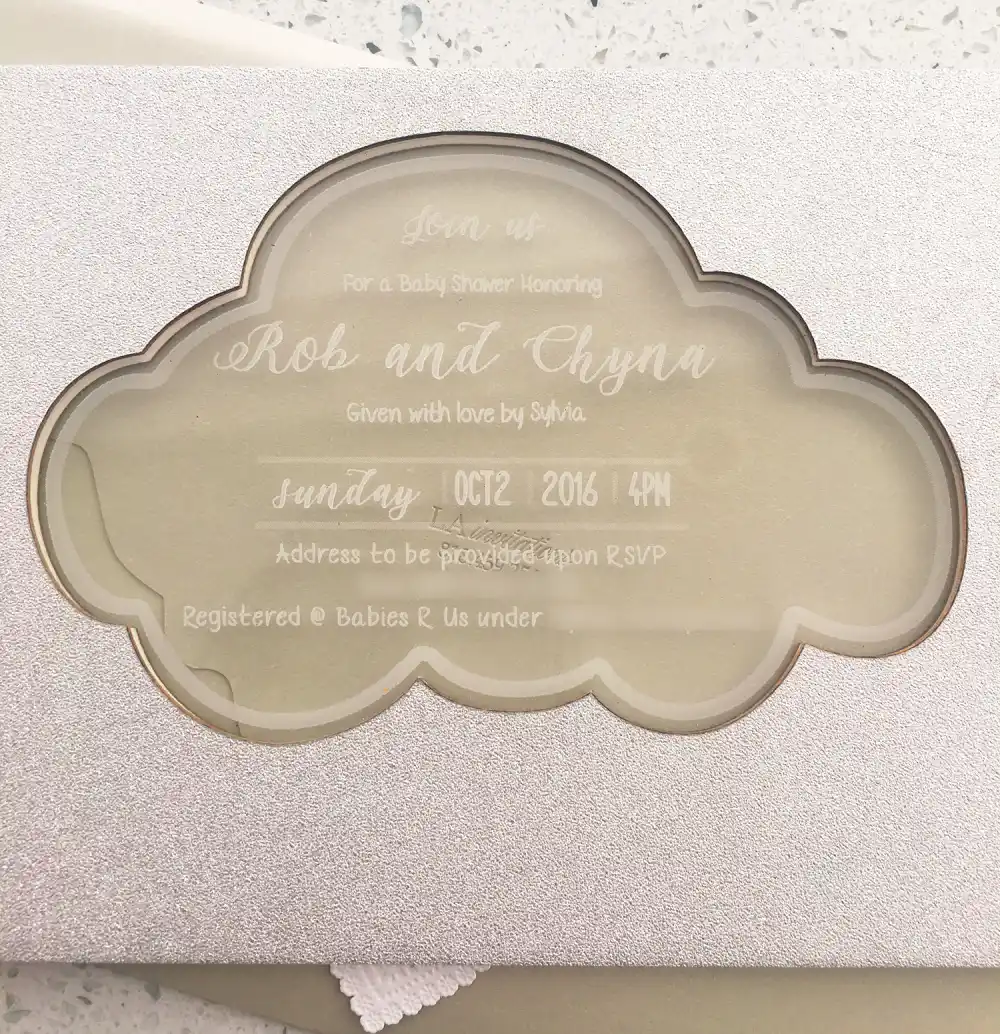 Join us
For a Baby Shower Honoring
Rob and Chyna
Given with love by Sylvia
sunday | OCT2 | 2016 | 4PM
LA
Address to be provided upon RSVP
Registered @ Babies R Us under